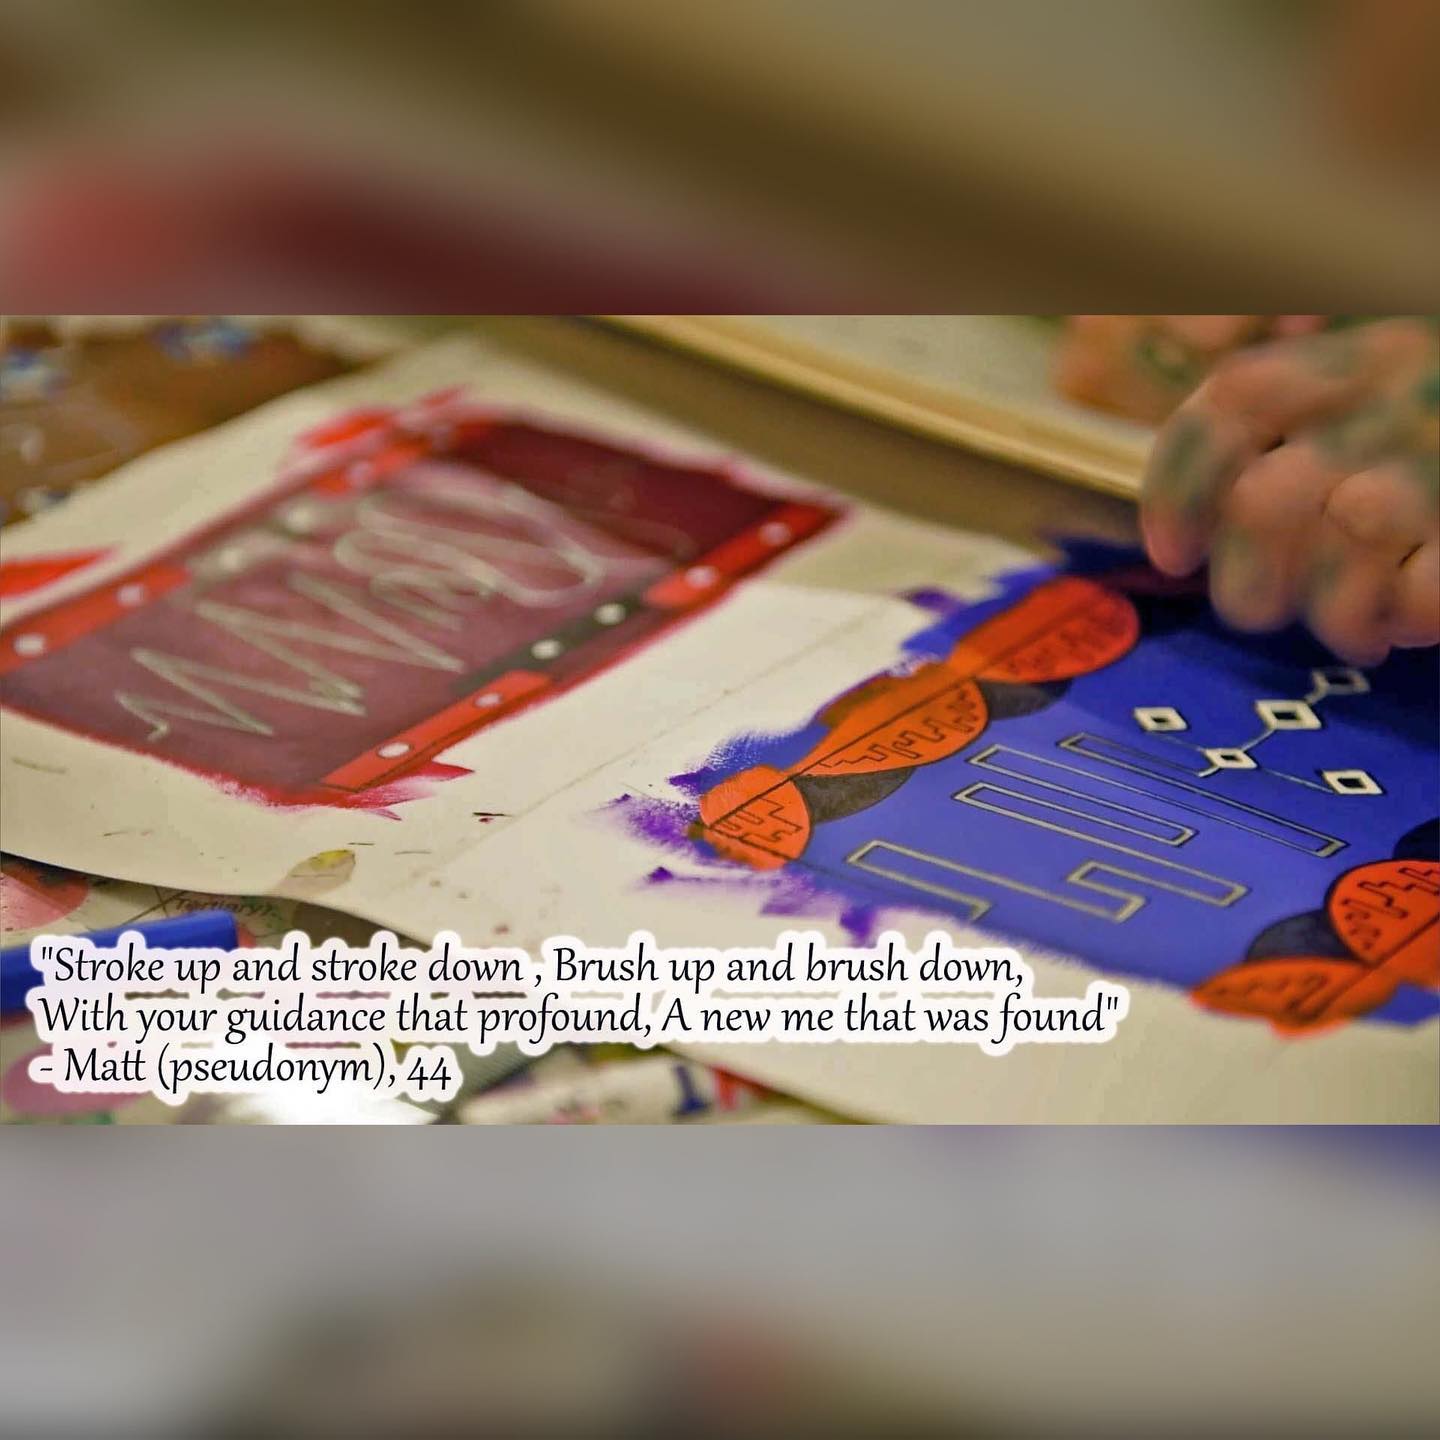 Tertiary
"Stroke up and stroke down , Brush up and brush down,
With your guidance that profound, A new me that was found"
- Matt (pseudonym), 44